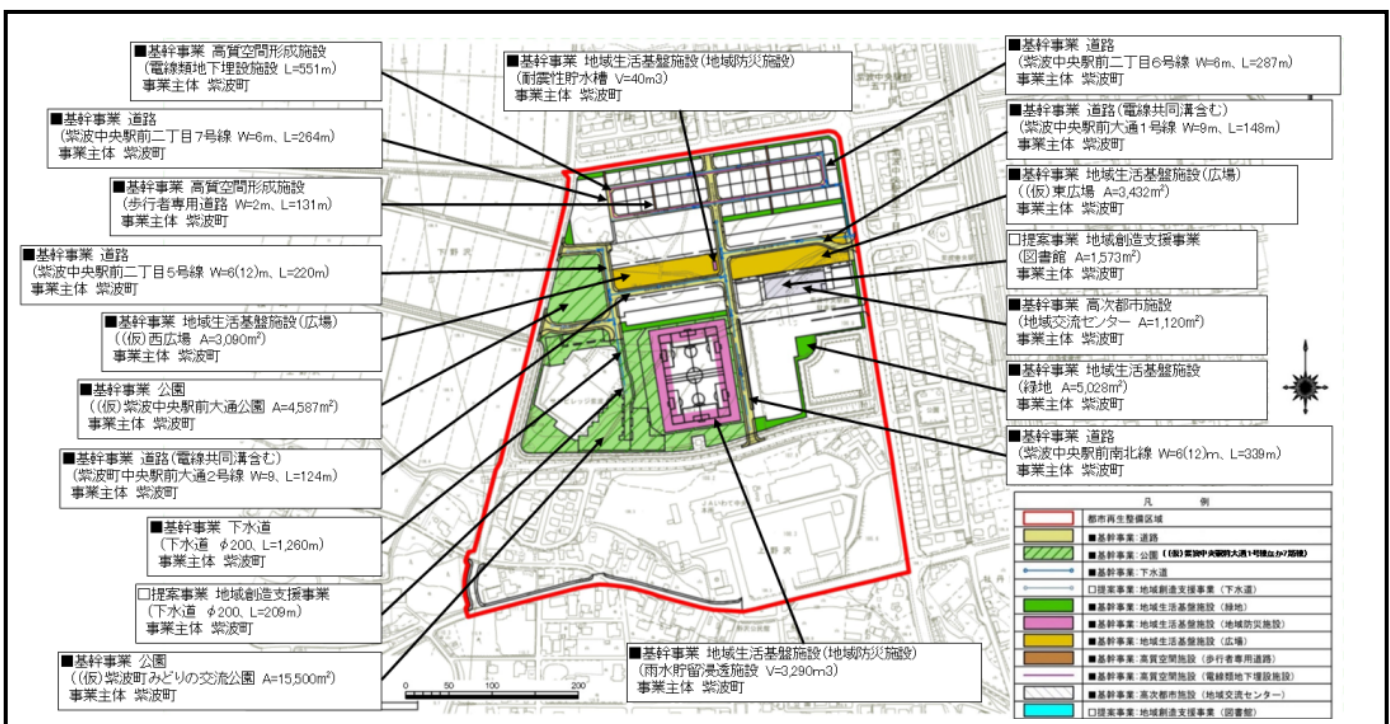 ■基幹事業 高質空間形成施設
(電線類地下埋設施設 L=551m)
事業主体 紫波町
■基幹事業 道路
(紫波中央駅前二丁目7号線 W=6m、L=264m)
事業主体 紫波町
■基幹事業 高質空間形成施設
(歩行者専用道路 W=2m、L=131m)
事業主体 紫波町
■基幹事業 道路
(紫波中央駅前二丁目5号線 W=6(12)m、L=220m)
事業主体 紫波町
■基幹事業 地域生活基盤施設(広場)
((仮)西広場 A=3,090m²)
事業主体 紫波町
■基幹事業 公園
((仮)紫波中央駅前大通公園 A=4,587m²)
事業主体 紫波町
■基幹事業 道路(電線共同溝含む)
(紫波町中央駅前大通2号線 W=9、L=124m)
事業主体 紫波町
■基幹事業 下水道
(下水道 φ200、L=1,260m)
事業主体 紫波町
□提案事業 地域創造支援事業
(下水道 φ200、L=209m)
事業主体 紫波町
■基幹事業 公園
((仮)紫波町みどりの交流公園 A=15,500m²)
事業主体 紫波町
■基幹事業 地域生活基盤施設(地域防災施設)
(耐震性貯水槽 V=40m3)
事業主体 紫波町
■基幹事業 地域生活基盤施設(地域防災施設)
(雨水貯留浸透施設 V=3,290m3)
事業主体 紫波町
■基幹事業 道路
(紫波中央駅前二丁目6号線 W=6m、L=287m)
事業主体 紫波町
■基幹事業 道路(電線共同溝含む)
(紫波中央駅前大通1号線 W=9m、L=148m)
事業主体 紫波町
■基幹事業 地域生活基盤施設(広場)
((仮)東広場 A=3,432m²)
事業主体 紫波町
□提案事業 地域創造支援事業
(図書館 A=1,573m²)
事業主体 紫波町
■基幹事業 高次都市施設
(地域交流センター A=1,120m²)
事業主体 紫波町
■基幹事業 地域生活基盤施設
(緑地 A=5,028m²)
事業主体 紫波町
■基幹事業 道路
(紫波中央駅前南北線 W=6(12)m、L=339m)
事業主体 紫波町
下野沢
上野沢
0 50 100 200
凡 例
都市再生整備区域
■基幹事業:道路
■基幹事業:公園
■基幹事業:下水道
□提案事業:地域創造支援事業(下水道)
■基幹事業:地域生活基盤施設(緑地)
■基幹事業:地域生活基盤施設(地域防災施設)
■基幹事業:地域生活基盤施設(広場)
■基幹事業:高質空間施設(歩行者専用道路)
■基幹事業:高質空間施設(電線類地下埋設施設)
■基幹事業:高次都市施設(地域交流センター)
□提案事業:地域創造支援事業(図書館)